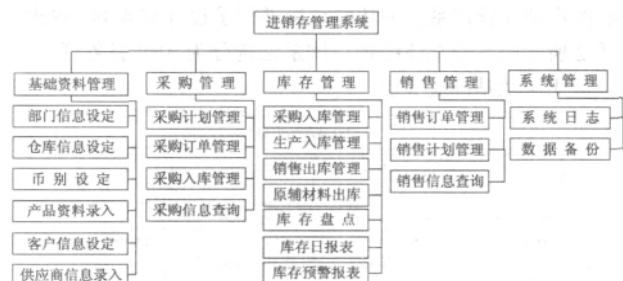 进销存管理系统
基础资料管理
采购管理
库存管理
销售管理
系统管理
部门信息设定
仓库信息设定
币别设定
产品资料录入
客户信息设定
供应商信息录入
采购计划管理
采购订单管理
采购入库管理
采购信息查询
采购入库管理
生产入库管理
销售出库管理
原辅材料出库
库存盘点
库存日报表
库存预警报表
销售订单管理
销售计划管理
销售信息查询
系统日志
数据备份